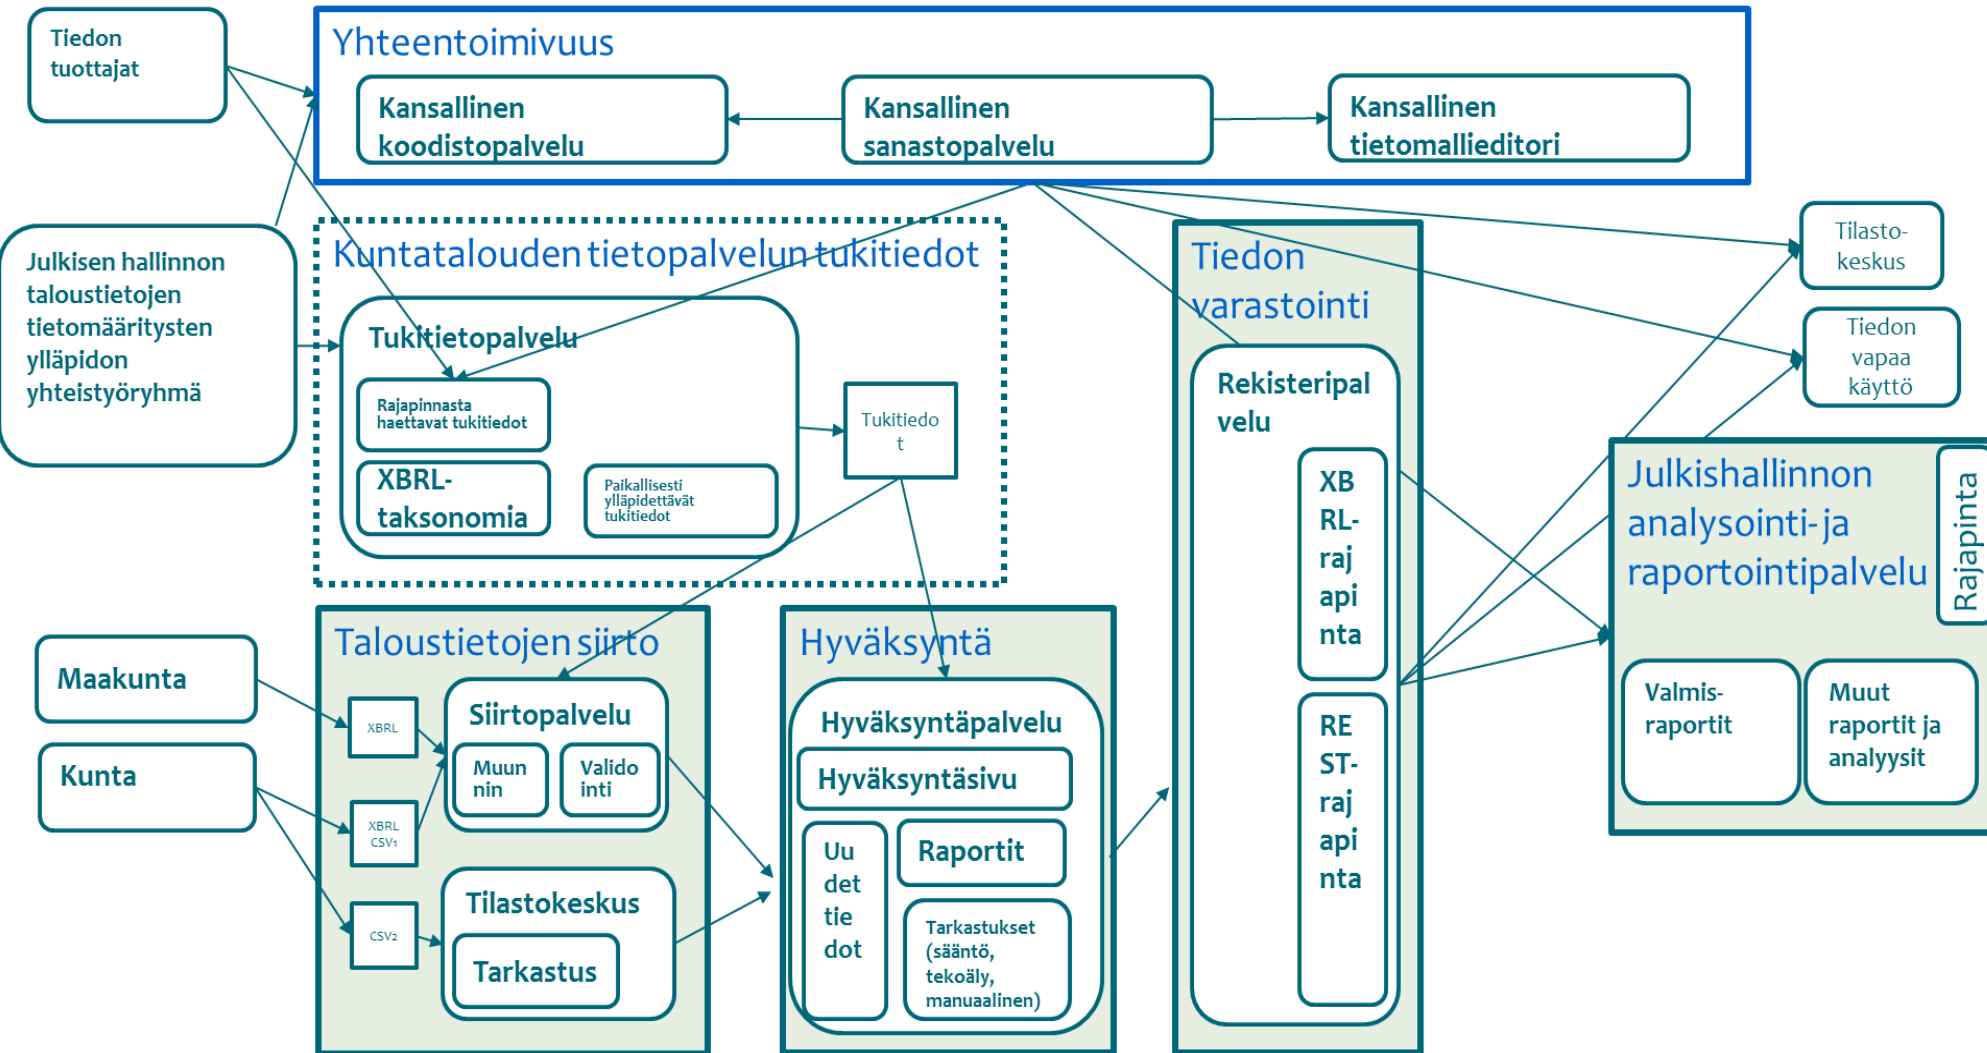 Tiedon
tuottajat
Yhteentoimivuus
Kansallinen
koodistopalvelu
Kansallinen
sanastopalvelu
Kansallinen
tietomallieditori
Julkisen hallinnon
taloustietojen
tietomääritysten
ylläpidon
yhteistyöryhmä
Kuntatalouden tietopalvelun tukitiedot
Tukitietopalvelu
Rajapinnasta
haettavat tukitiedot
XBRL-
taksonomia
Paikallisesti
ylläpidettävät
tukitiedot
Tukitiedo
t
Tiedon
varastointi
Rekisteripal
velu
XB
RL-
raj
api
nta
RE
ST-
raj
api
nta
Tilasto-
keskus
Tiedon
vapaa
käyttö
Julkishallinnon
analysointi- ja
raportointipalvelu
Rajapinta
Valmis-
raportit
Muut
raportit ja
analyysit
Maakunta
Kunta
Taloustietojen siirto
XBRL
XBRL
CSV1
CSV2
Siirtopalvelu
Muun
nin
Valido
inti
Tilastokeskus
Tarkastus
Hyväksyntä
Hyväksyntäpalvelu
Hyväksyntäsivu
Uu
det
tie
dot
Raportit
Tarkastukset
(sääntö,
tekoäly,
manuaalinen)